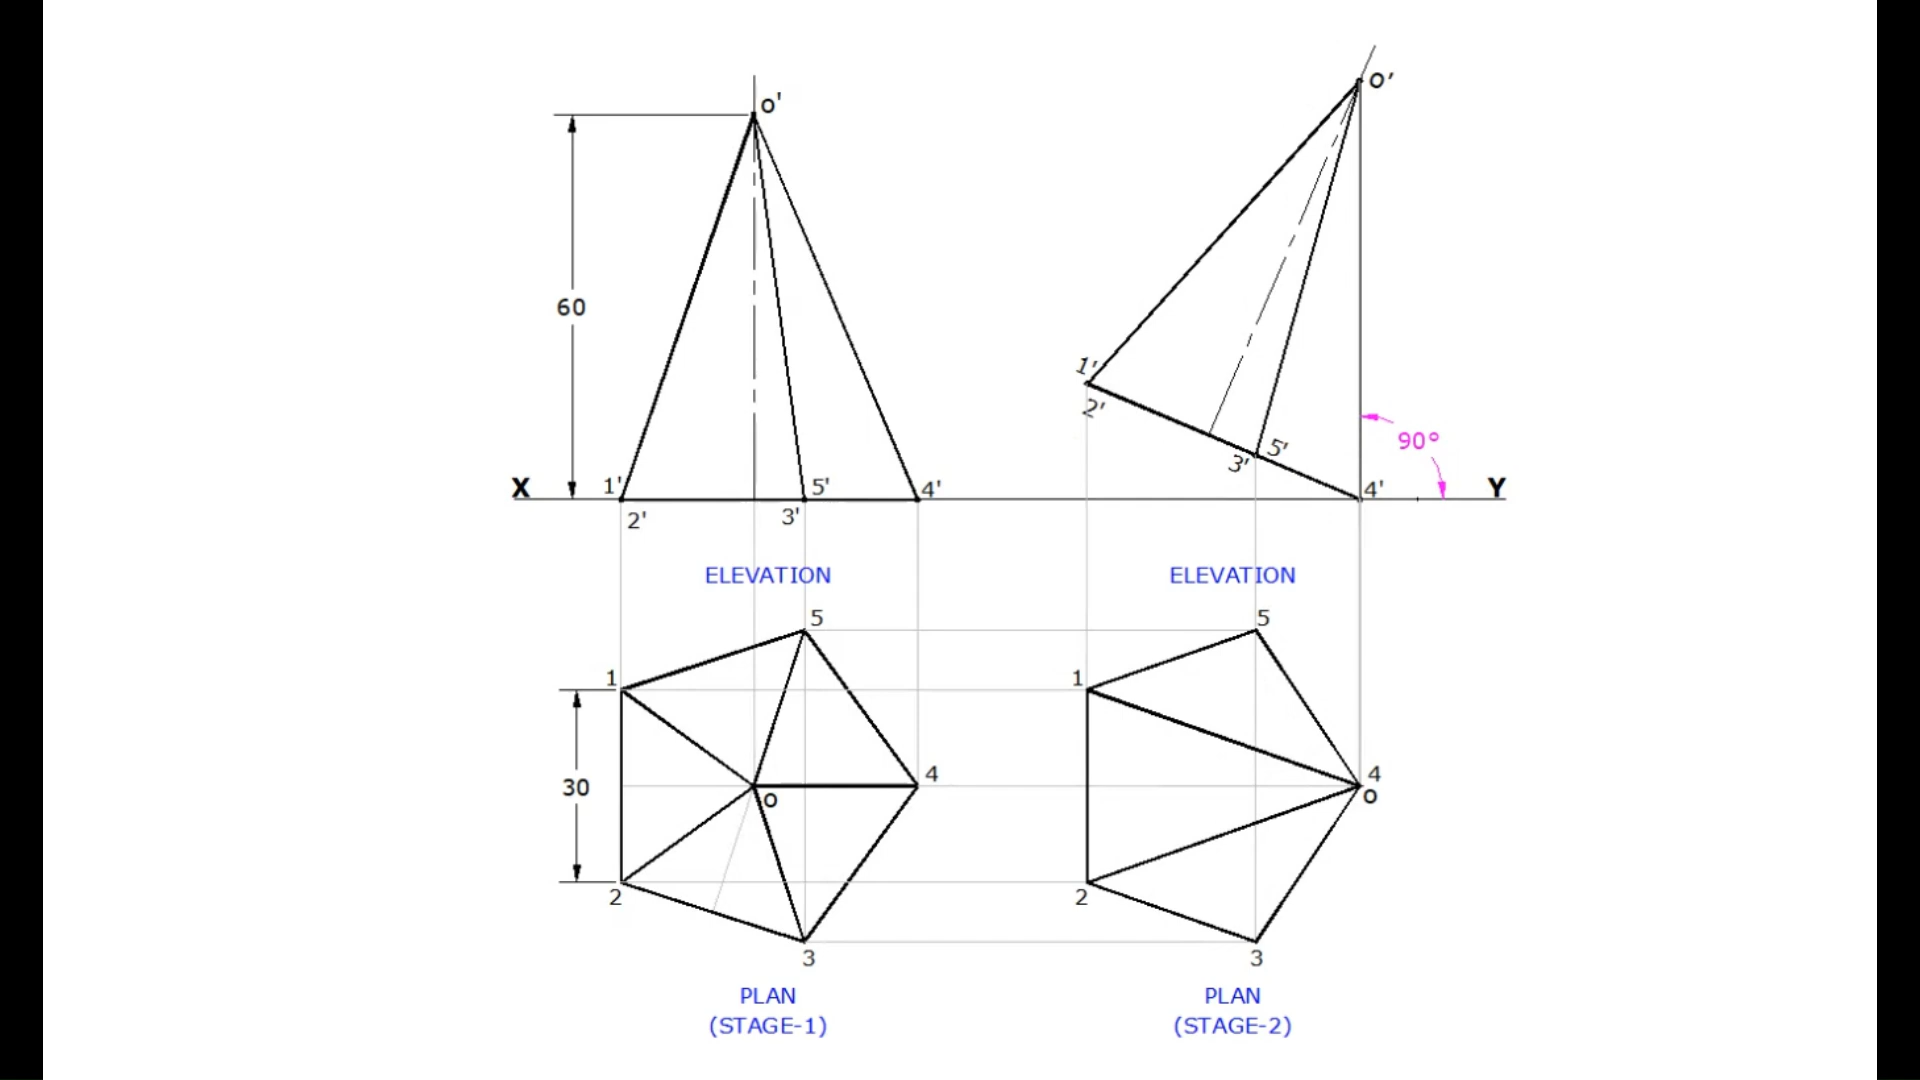 o'
O'
60
1'
2'
5'
3'
90°
X
1'
5'
4'
4'
Y
2'
3'
ELEVATION
ELEVATION
5
5
1
1
4
4
30
o
o
2
2
3
3
PLAN
(STAGE-1)
PLAN
(STAGE-2)